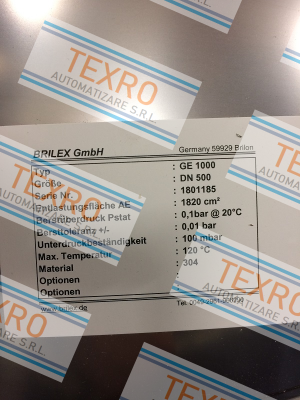 TEXRO
AUTOMATIZARE S.R.L.
BRILEX GmbH Germany 59929 Brilon
Typ : GE 1000
Größe : DN 500
Serie Nr. : 1801185
Entlastungsfläche AE : 1820 cm²
Berstüberdruck Pstat : 0,1bar @ 20°C
Bersttoleranz +/- : 0,01 bar
Unterdruckbeständigkeit : 100 mbar
Max. Temperatur : 120 °C
Material : 304
Optionen :
Optionen :
www.brilex.de
TEXRO
AUTOMATIZARE S.R.L.
TEXRO
AUTOMATIZARE S.R.L.
TEXRO
S.R.L.
TEXRO